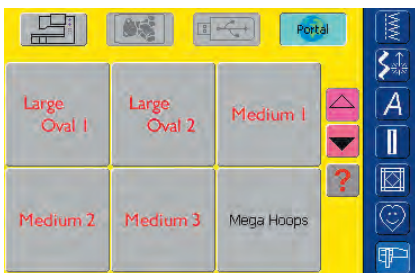 Portal
Large
Oval 1
Large
Oval 2
Medium 1
?
A
Medium 2
Medium 3
Mega Hoops